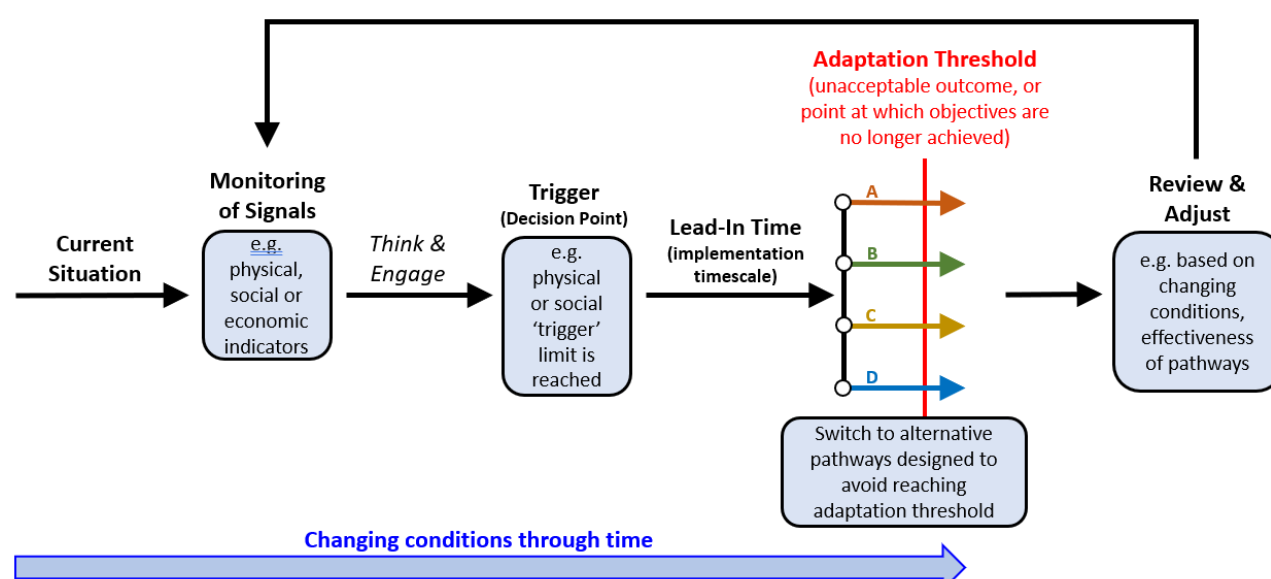 Adaptation Threshold
(unacceptable outcome, or
point at which objectives are
no longer achieved)
Monitoring
of Signals
Trigger
(Decision Point)
Review &
Adjust
Current
Situation
e.g.
physical,
social or
economic
indicators
Think &
Engage
e.g.
physical
or social
‘trigger’
limit is
reached
Lead-In Time
(implementation
timescale)
A
B
C
D
e.g. based on
changing
conditions,
effectiveness
of pathways
Switch to alternative
pathways designed to
avoid reaching
adaptation threshold
Changing conditions through time